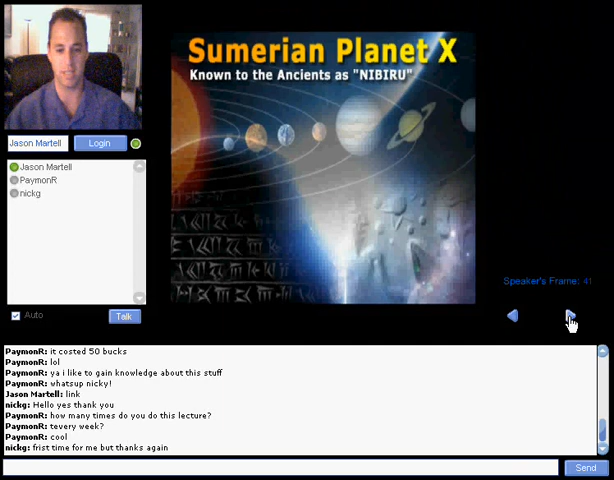 Sumerian Planet X
Known to the Ancients as "NIBIRU"
Jason Martell
Login
Jason Martell
PaymonR
nickg
Speaker's Frame: 41
Auto
Talk
PaymonR: it costed 50 bucks
PaymonR: lol
PaymonR: ya i like to gain knowledge about this stuff
PaymonR: whatsup nicky!
Jason Martell: link
nickg: Hello yes thank you
PaymonR: how many times do you do this lecture?
PaymonR: tevery week?
PaymonR: cool
nickg: frist time for me but thanks again
Send